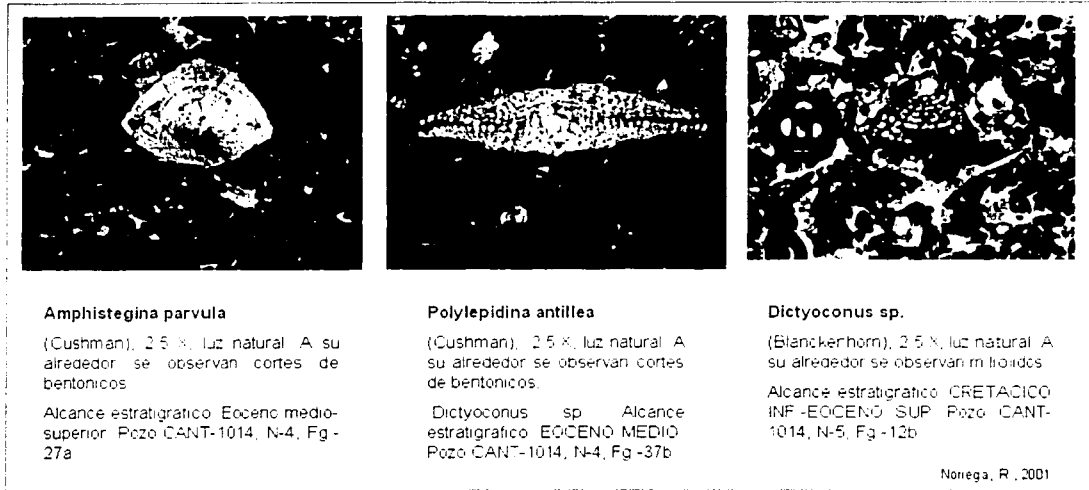 Amphistegina parvula
(Cushman), 2.5 X, luz natural. A su
alrededor se observan cortes de
bentonicos
Alcance estratigrafico Eoceno medio-
superior. Pozo CANT-1014, N-4, Fg.-
27a
Polylepidina antillea
(Cushman), 2.5 X, luz natural. A
su alrededor se observan cortes
de bentonicos.
Dictyoconus sp Alcance
estratigrafico EOCENO MEDIO
Pozo CANT-1014, N-4, Fg.-37b
Dictyoconus sp.
(Blanckenhorn), 2.5 X, luz natural. A
su alrededor se observan miliolidos
Alcance estratigrafico CRETACICO
INF.-EOCENO SUP. Pozo CANT-
1014, N-5, Fg.-12b
Noriega, R., 2001